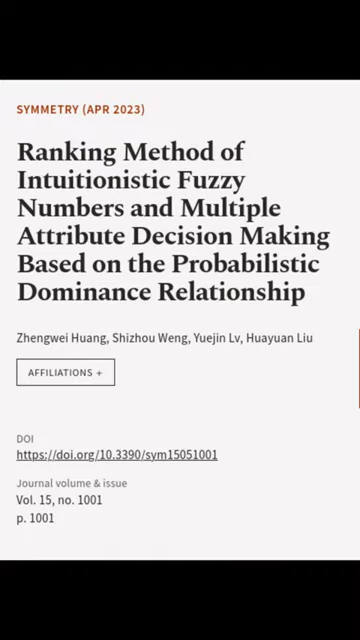 SYMMETRY (APR 2023)
Ranking Method of
Intuitionistic Fuzzy
Numbers and Multiple
Attribute Decision Making
Based on the Probabilistic
Dominance Relationship
Zhengwei Huang, Shizhou Weng, Yuejin Lv, Huayuan Liu
AFFILIATIONS +
DOI
https://doi.org/10.3390/sym15051001
Journal volume & issue
Vol. 15, no. 1001
p. 1001